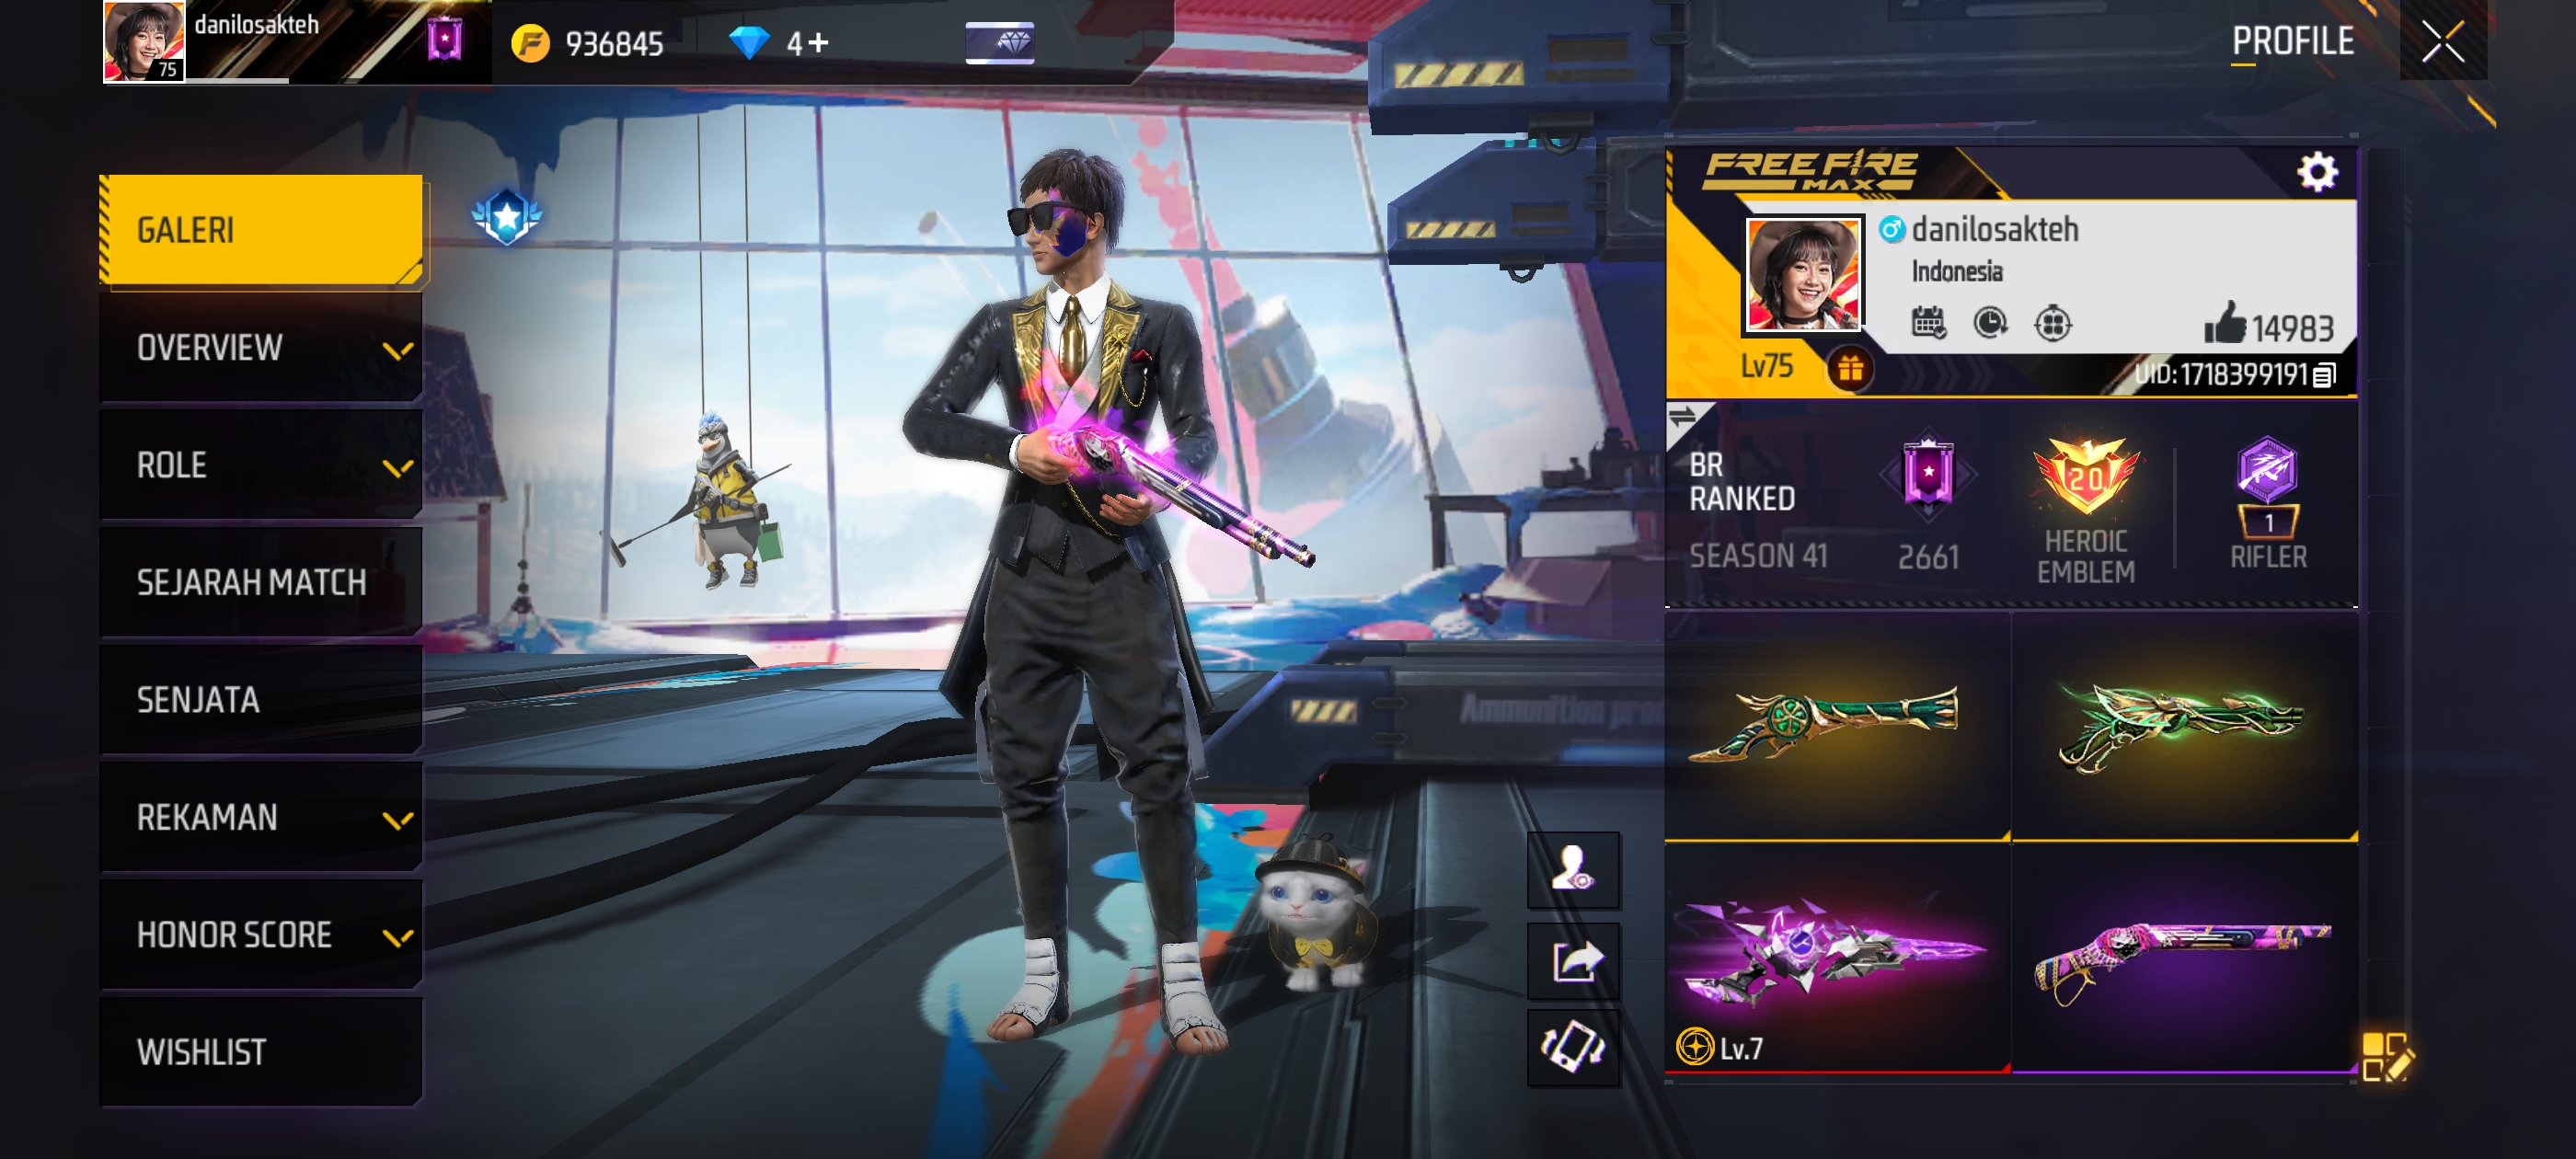 danilosakteh
75
936845
4+
PROFILE
GALERI
OVERVIEW
ROLE
SEJARAH MATCH
SENJATA
REKAMAN
HONOR SCORE
WISHLIST
FREE FIRE
MAX
danilosakteh
Indonesia
14983
Lv75
UID:1718399191
BR
RANKED
SEASON 41
2661
20
HEROIC
EMBLEM
1
RIFLER
Ammunition
Lv.7